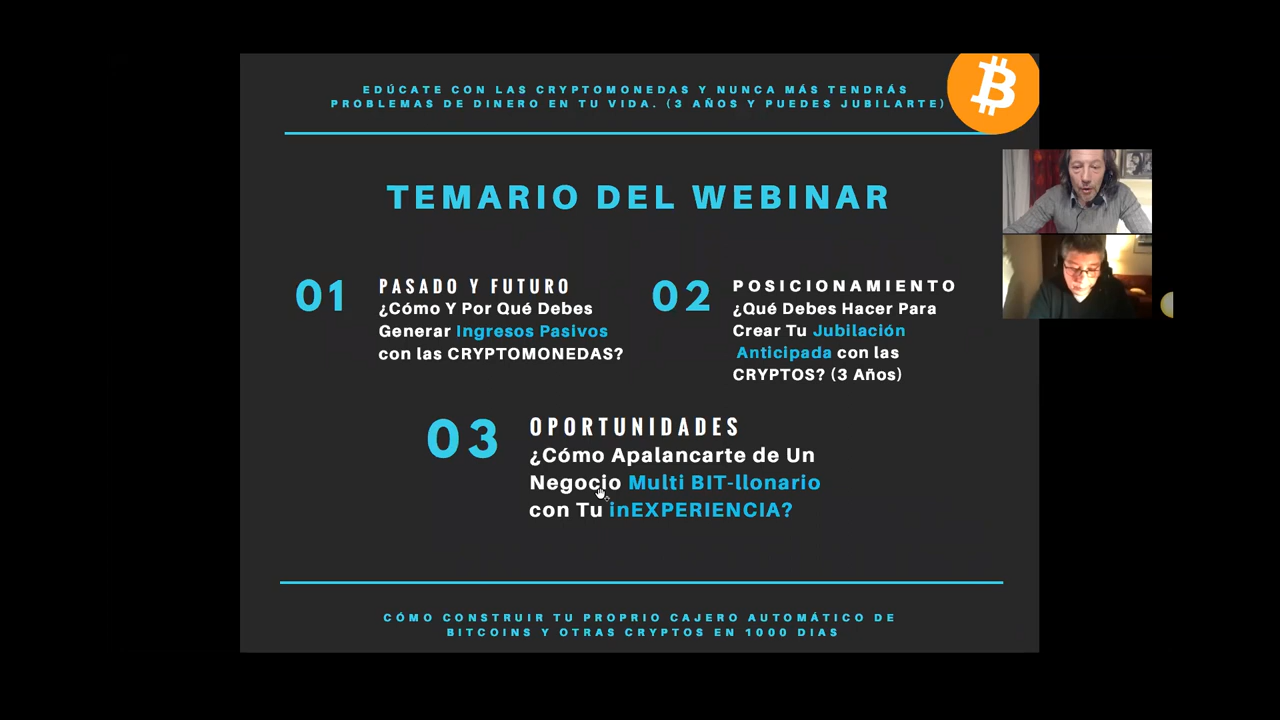 EDÚCATE CON LAS CRYPTOMONEDAS Y NUNCA MÁS TENDRÁS
PROBLEMAS DE DINERO EN TU VIDA. (3 AÑOS Y PUEDES JUBILARTE)
TEMARIO DEL WEBINAR
01
PASADO Y FUTURO
¿Cómo Y Por Qué Debes
Generar Ingresos Pasivos
con las CRYPTOMONEDAS?
02
POSICIONAMIENTO
¿Qué Debes Hacer Para
Crear Tu Jubilación
Anticipada con las
CRYPTOS? (3 Años)
03
OPORTUNIDADES
¿Cómo Apalancarte de Un
Negocio Multi BIT-llonario
con Tu inEXPERIENCIA?
CÓMO CONSTRUIR TU PROPRIO CAJERO AUTOMÁTICO DE
BITCOINS Y OTRAS CRYPTOS EN 1000 DIAS